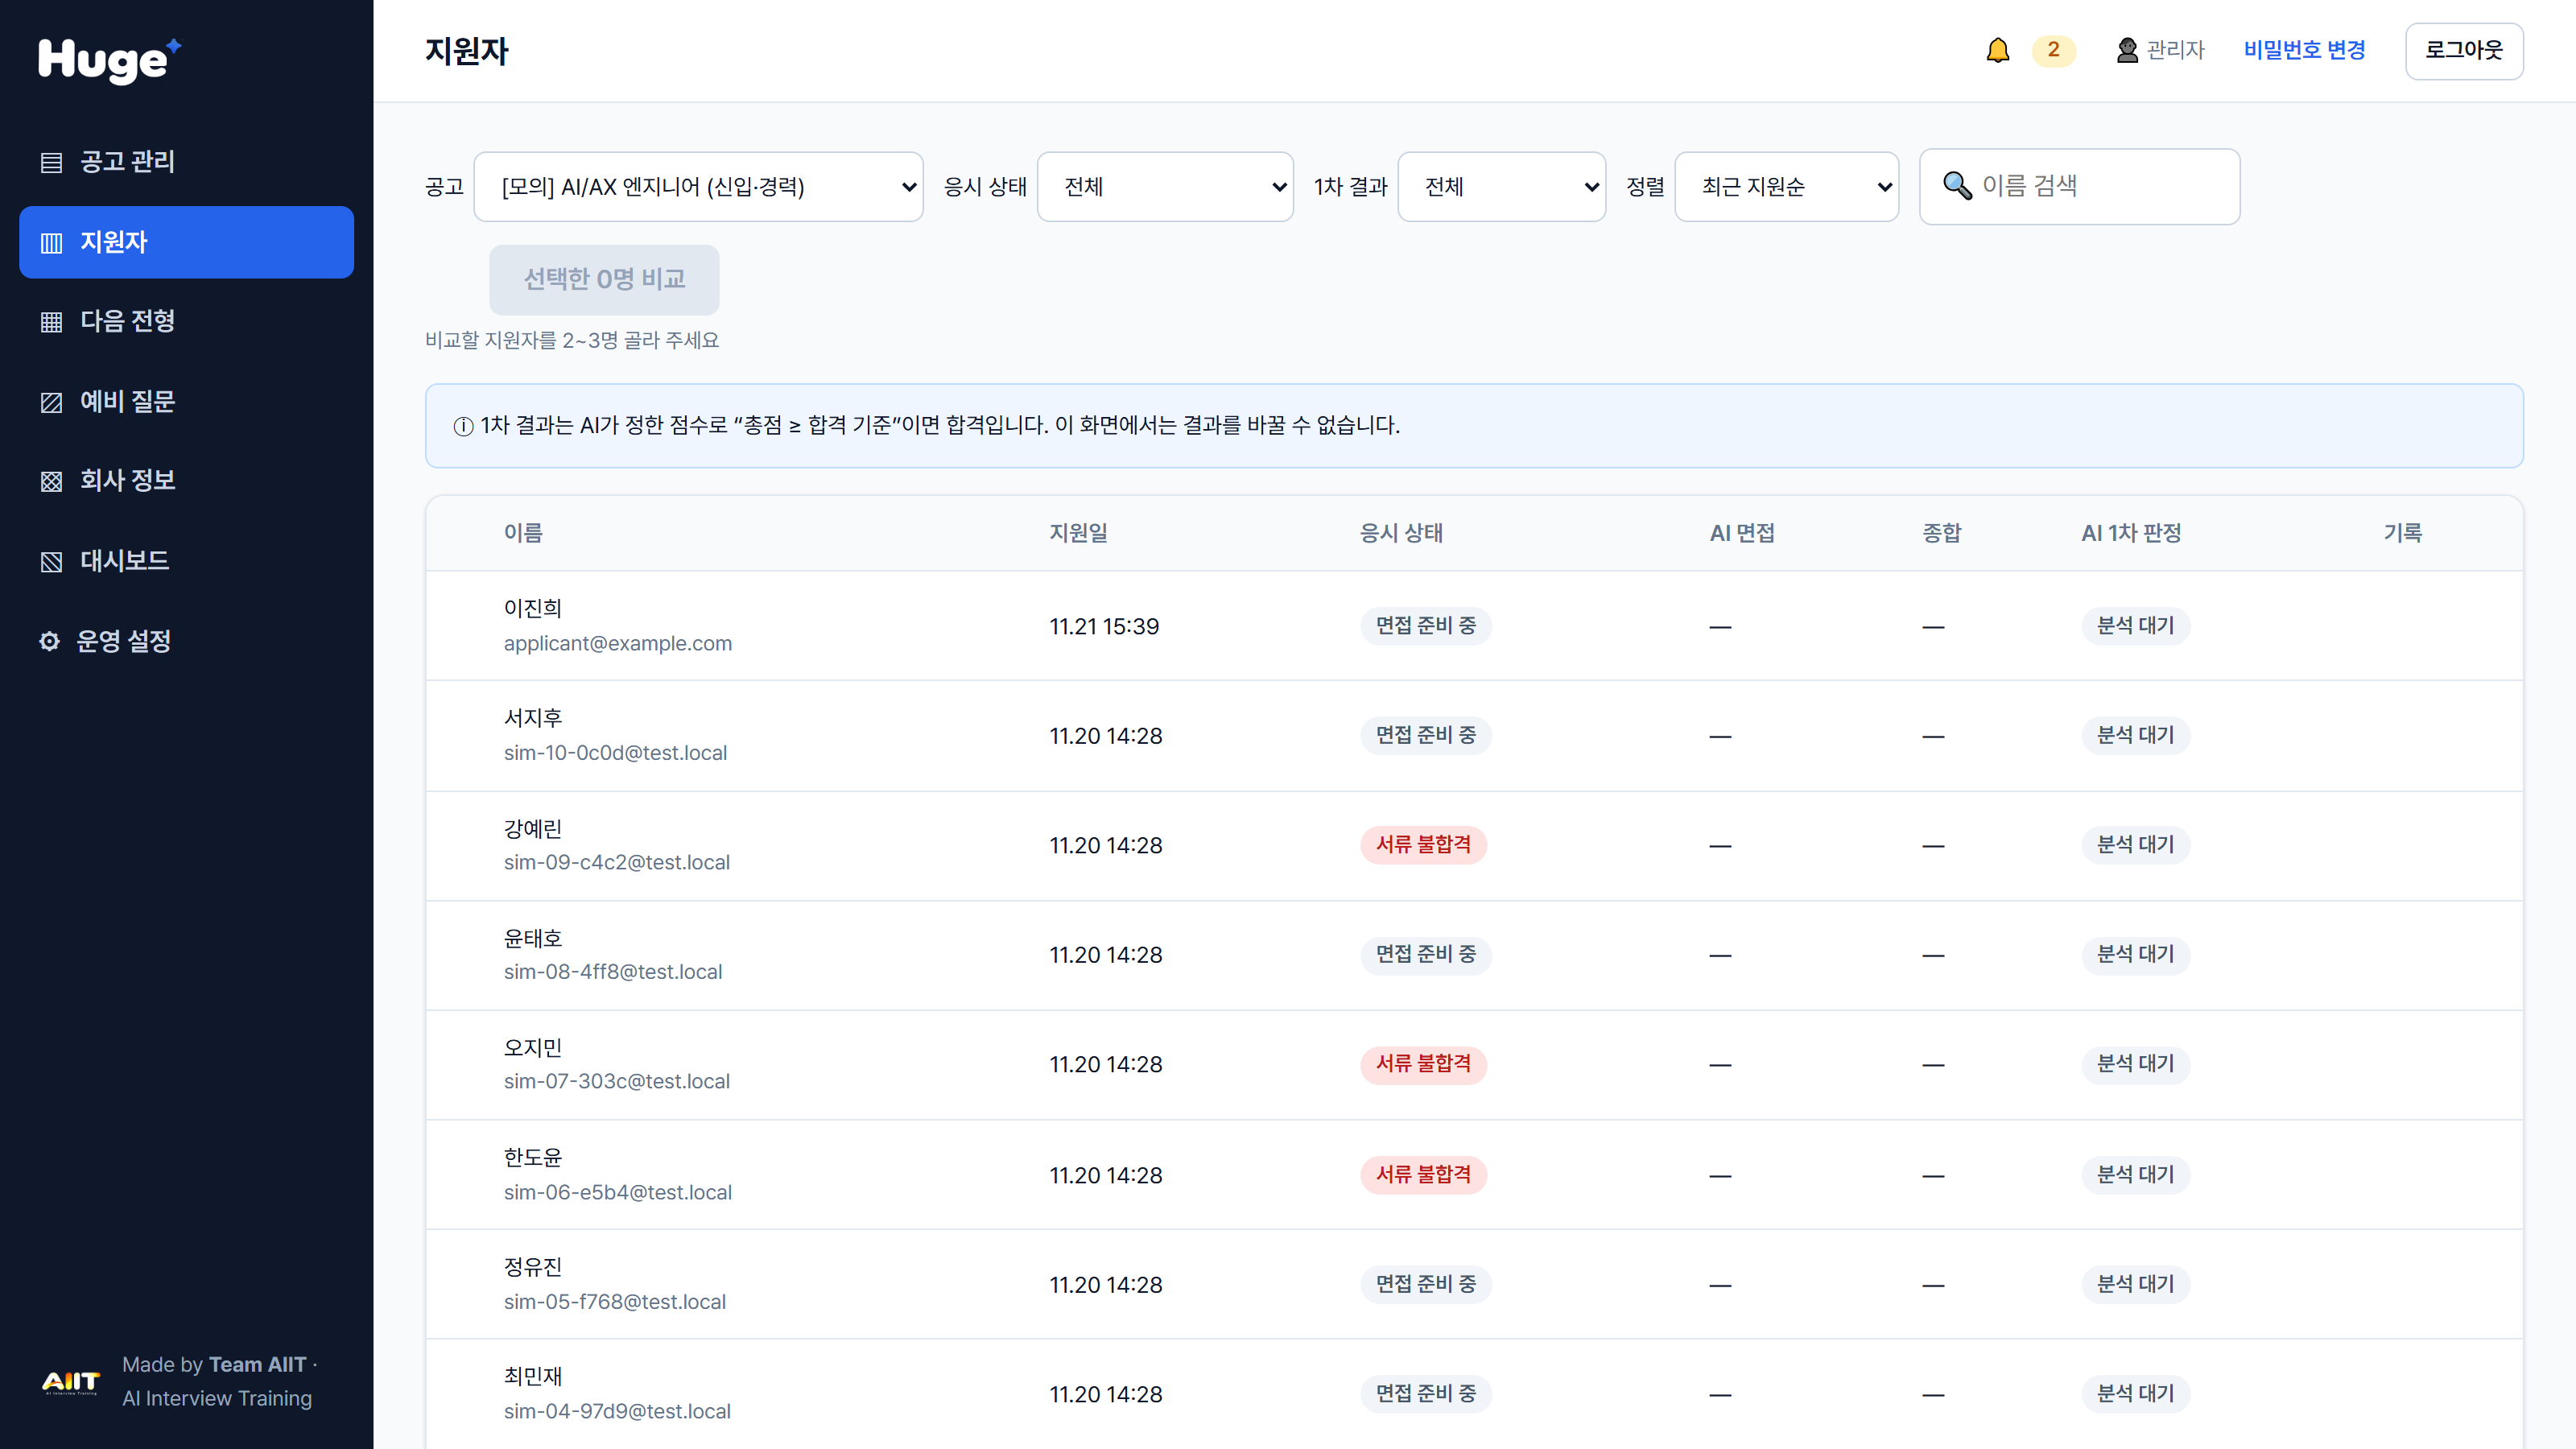 Huge
공고 관리
지원자
다음 전형
예비 질문
회사 정보
대시보드
운영 설정
AIIT
AI Interview Training
Made by Team AIIT ·
AI Interview Training
지원자
2
관리자
비밀번호 변경
로그아웃
공고 [모의] AI/AX 엔지니어 (신입·경력) 응시 상태 전체 1차 결과 전체 정렬 최근 지원순 이름 검색
선택한 0명 비교
비교할 지원자를 2~3명 골라 주세요
ⓘ 1차 결과는 AI가 정한 점수로 “총점 ≥ 합격 기준”이면 합격입니다. 이 화면에서는 결과를 바꿀 수 없습니다.
이름 지원일 응시 상태 AI 면접 종합 AI 1차 판정 기록
이진희
applicant@example.com
11.21 15:39 면접 준비 중 — — 분석 대기
서지후
sim-10-0c0d@test.local
11.20 14:28 면접 준비 중 — — 분석 대기
강예린
sim-09-c4c2@test.local
11.20 14:28 서류 불합격 — — 분석 대기
윤태호
sim-08-4ff8@test.local
11.20 14:28 면접 준비 중 — — 분석 대기
오지민
sim-07-303c@test.local
11.20 14:28 서류 불합격 — — 분석 대기
한도윤
sim-06-e5b4@test.local
11.20 14:28 서류 불합격 — — 분석 대기
정유진
sim-05-f768@test.local
11.20 14:28 면접 준비 중 — — 분석 대기
최민재
sim-04-97d9@test.local
11.20 14:28 면접 준비 중 — — 분석 대기